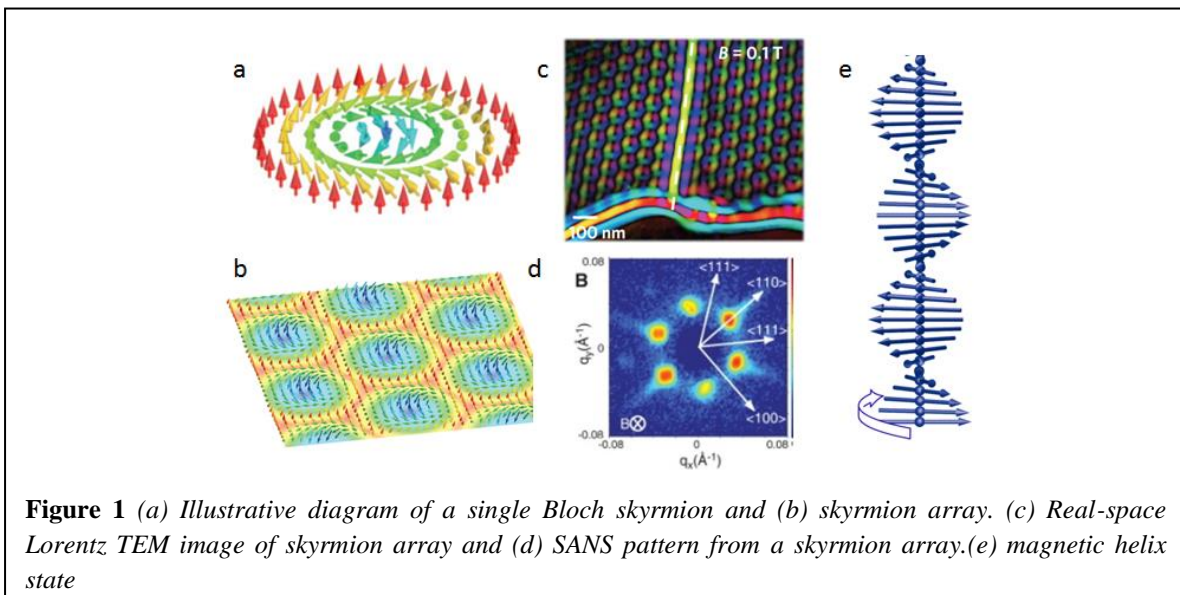 a
c
B = 0.1 T
e
100 nm
b
d
0.08
B
<111>
<110>
<111>
<100>
q_y(Å⁻¹)
0
B⊗
-0.08
-0.08
0
0.08
q_x(Å⁻¹)
Figure 1 (a) Illustrative diagram of a single Bloch skyrmion and (b) skyrmion array. (c) Real-space
Lorentz TEM image of skyrmion array and (d) SANS pattern from a skyrmion array.(e) magnetic helix
state